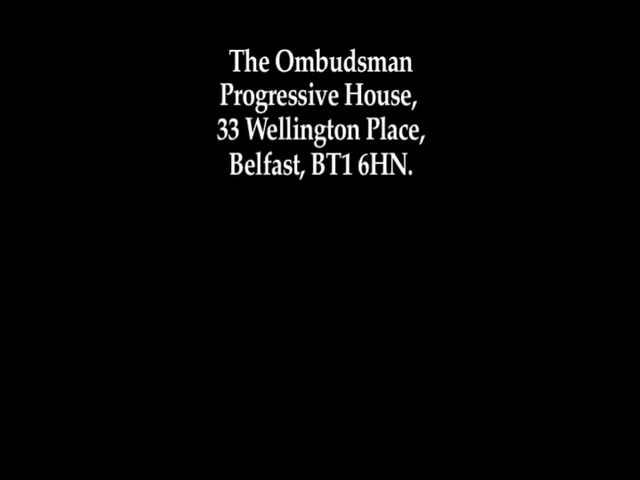 The Ombudsman
Progressive House,
33 Wellington Place,
Belfast, BT1 6HN.